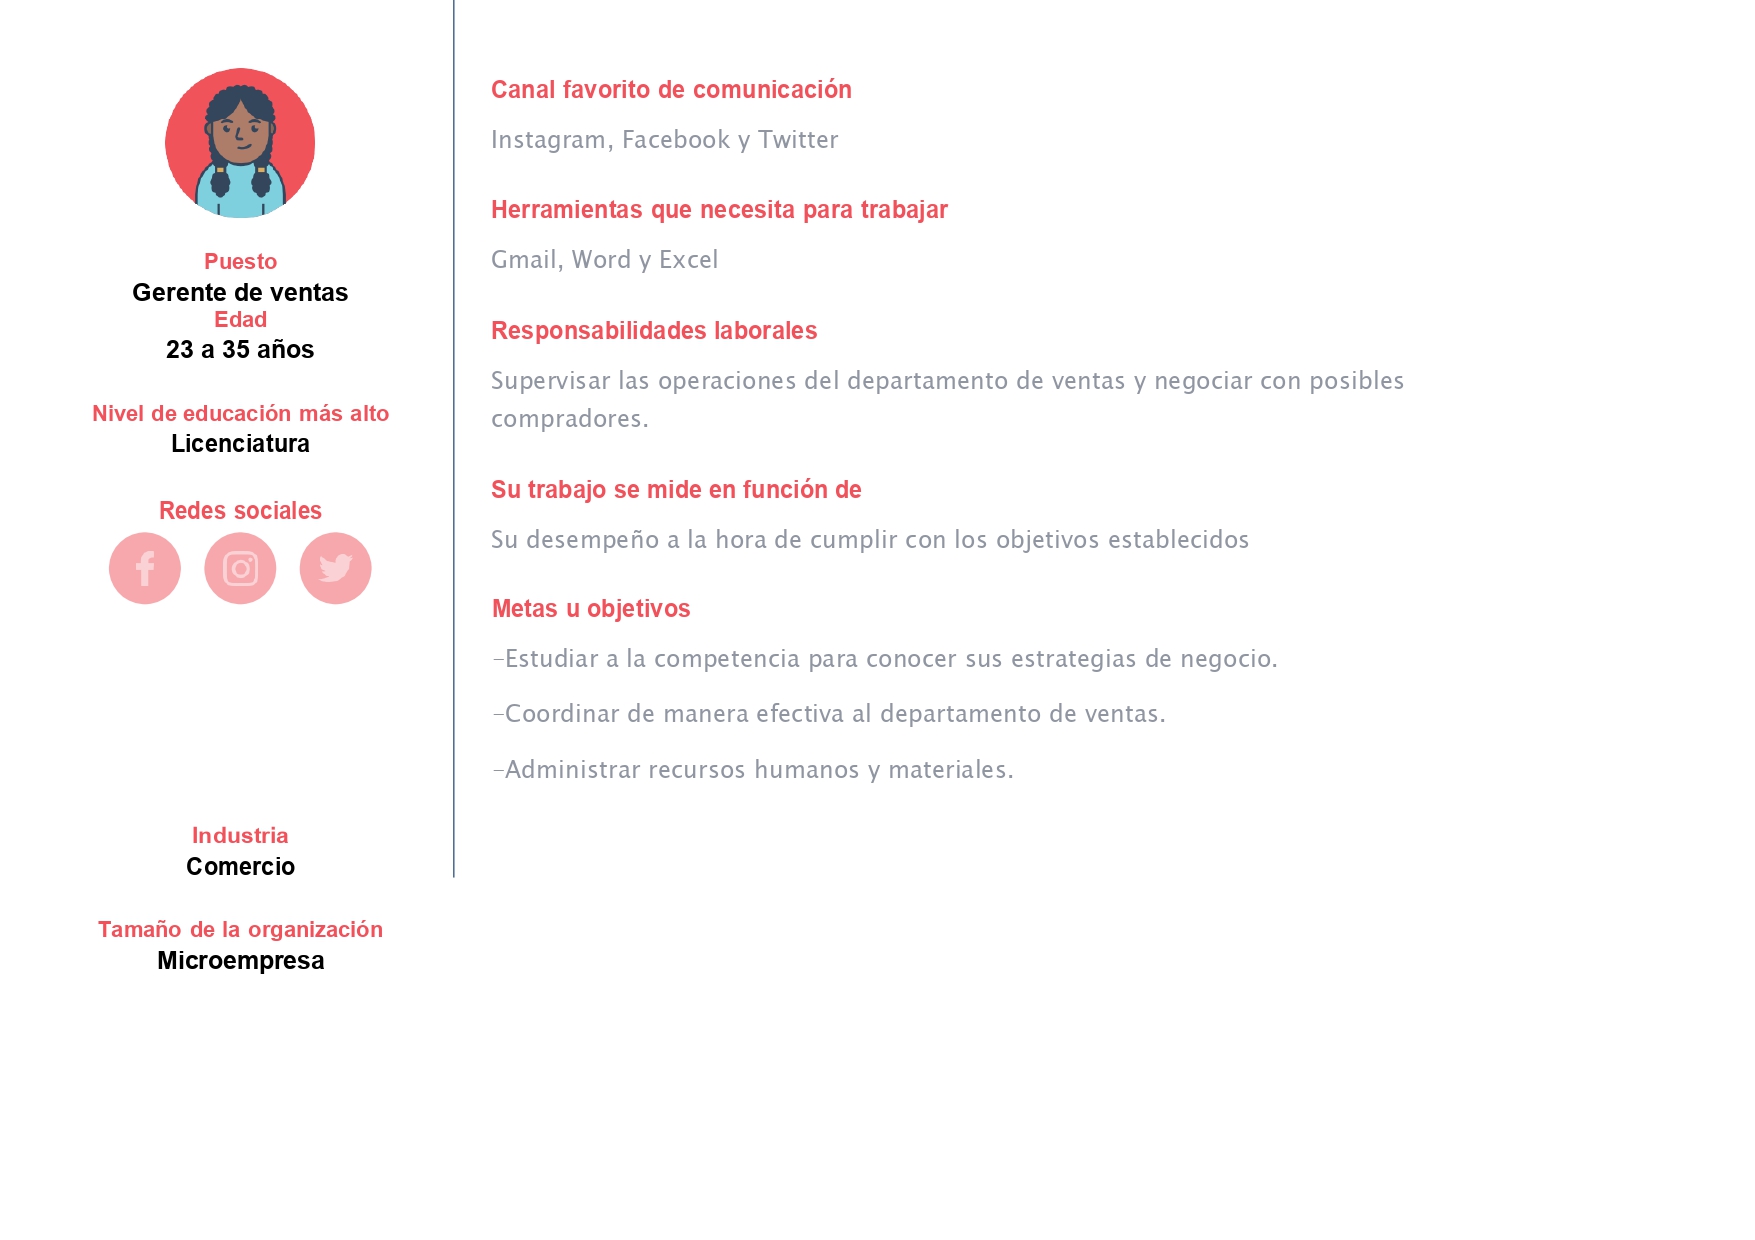 Puesto
Gerente de ventas
Edad
23 a 35 años
Nivel de educación más alto
Licenciatura
Redes sociales
Industria
Comercio
Tamaño de la organización
Microempresa
Canal favorito de comunicación
Instagram, Facebook y Twitter
Herramientas que necesita para trabajar
Gmail, Word y Excel
Responsabilidades laborales
Supervisar las operaciones del departamento de ventas y negociar con posibles
compradores.
Su trabajo se mide en función de
Su desempeño a la hora de cumplir con los objetivos establecidos
Metas u objetivos
-Estudiar a la competencia para conocer sus estrategias de negocio.
-Coordinar de manera efectiva al departamento de ventas.
-Administrar recursos humanos y materiales.